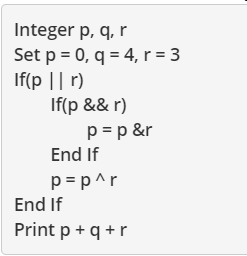 Integer p, q, r
Set p = 0, q = 4, r = 3
If(p || r)
If(p && r)
p = p &r
End If
p = p ^ r
End If
Print p + q + r